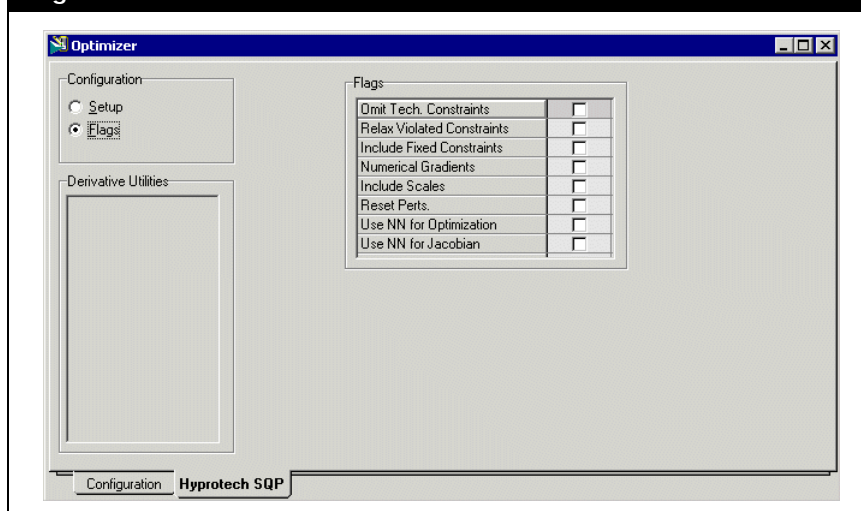 Optimizer
Configuration
Setup
Flags
Derivative Utilities
Flags
Omit Tech. Constraints
Relax Violated Constraints
Include Fixed Constraints
Numerical Gradients
Include Scales
Reset Perts.
Use NN for Optimization
Use NN for Jacobian
Configuration
Hyprotech SQP